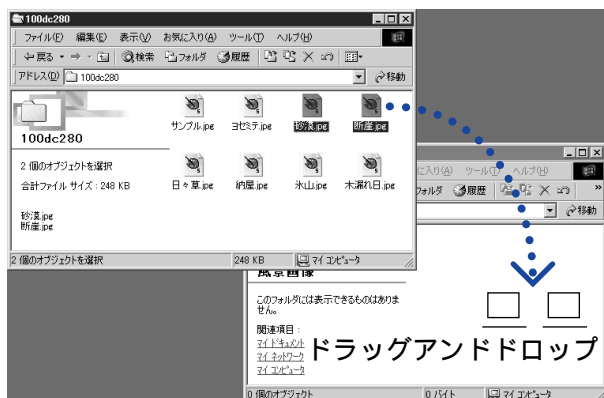 100dc280
ファイル(F) 編集(E) 表示(V) お気に入り(A) ツール(T) ヘルプ(H)
戻る 検索 フォルダ 履歴
アドレス(D) 100dc280 移動
100dc280
2 個のオブジェクトを選択
合計ファイル サイズ : 248 KB
砂漠.jpe
断崖.jpe
サンプル.jpe ヨセミテ.jpe 砂漠.jpe 断崖.jpe
日々草.jpe 納屋.jpe 氷山.jpe 木漏れ日.jpe
2 個のオブジェクトを選択 248 KB マイ コンピュータ
に入り(A) ツール(T) ヘルプ(H)
フォルダ 履歴 »
移動
風景画像
このフォルダには表示できるものはありま
せん。
関連項目 :
マイ ドキュメント
マイ ネットワーク
マイ コンピュータ
ドラッグアンドドロップ
0 個のオブジェクト 0 バイト マイ コンピュータ